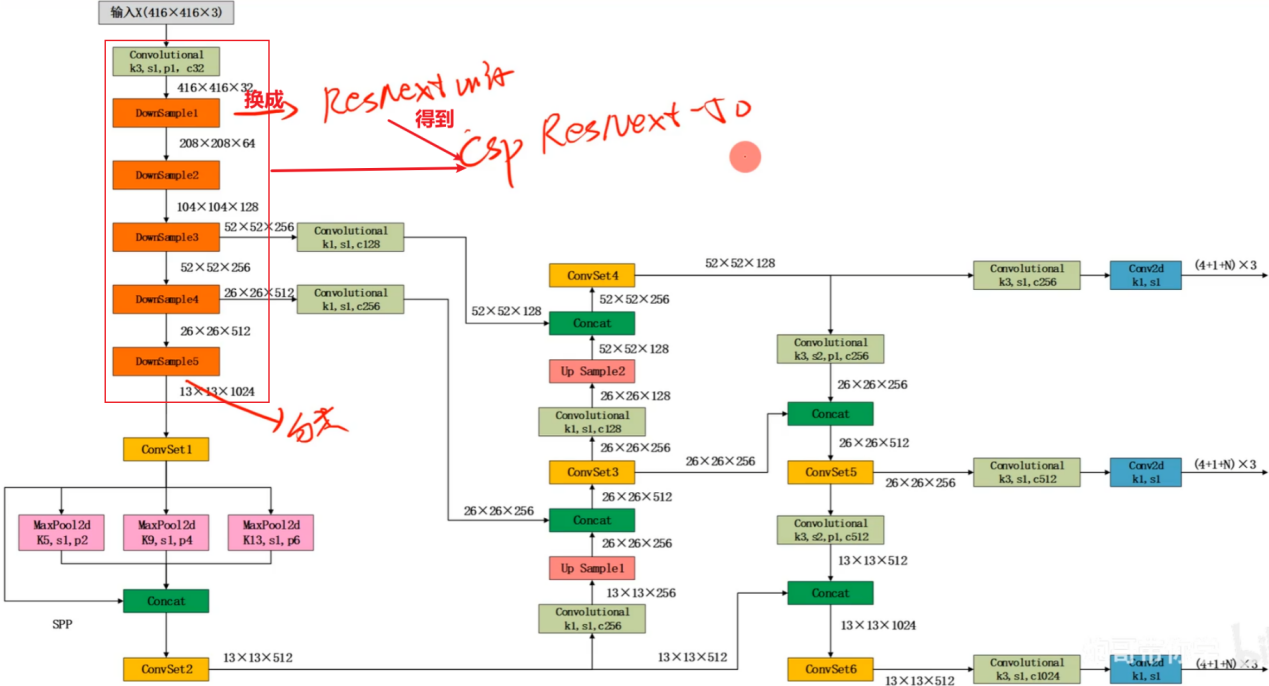 输入X(416×416×3)
Convolutional
k3,s1,p1, c32
416×416×32
DownSample1
换成
ResNext unit
得到
Csp ResNext-50
208×208×64
DownSample2
104×104×128
DownSample3
52×52×256
Convolutional
k1,s1,c128
52×52×256
DownSample4
26×26×512
Convolutional
k1,s1,c256
26×26×512
DownSample5
13×13×1024
ConvSet1
MaxPool2d
K5,s1,p2
MaxPool2d
K9,s1,p4
MaxPool2d
K13,s1,p6
Concat
SPP
ConvSet2
13×13×512
ConvSet4
52×52×256
52×52×128
Concat
52×52×128
Up Sample2
26×26×128
Convolutional
k1,s1,c128
26×26×256
ConvSet3
26×26×512
26×26×256
Concat
26×26×256
Up Sample1
13×13×256
Convolutional
k1,s1,c256
13×13×512
52×52×128
Convolutional
k3,s2,p1,c256
26×26×256
Concat
26×26×256
26×26×512
ConvSet5
26×26×256
Convolutional
k3,s2,p1,c512
13×13×512
Concat
13×13×1024
ConvSet6
13×13×512
Convolutional
k3,s1,c256
Conv2d
k1,s1
(4+1+N)×3
Convolutional
k3,s1,c512
Conv2d
k1,s1
(4+1+N)×3
Convolutional
k3,s1,c1024
Conv2d
k1,s1
(4+1+N)×3